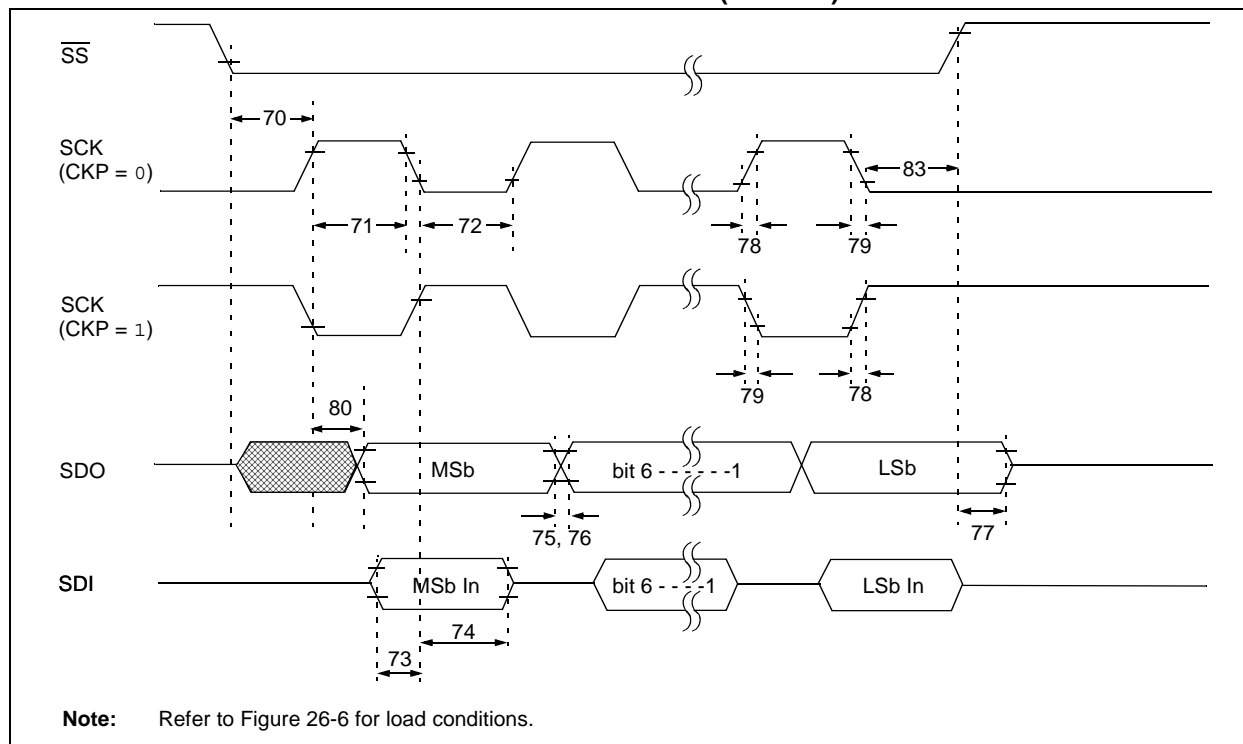 SS
70
SCK
(CKP = 0)
83
71
72
78
79
SCK
(CKP = 1)
79
78
80
SDO
MSb
bit 6 - - - - - -1
LSb
75, 76
77
SDI
MSb In
bit 6 - - - -1
LSb In
74
73
Note: Refer to Figure 26-6 for load conditions.